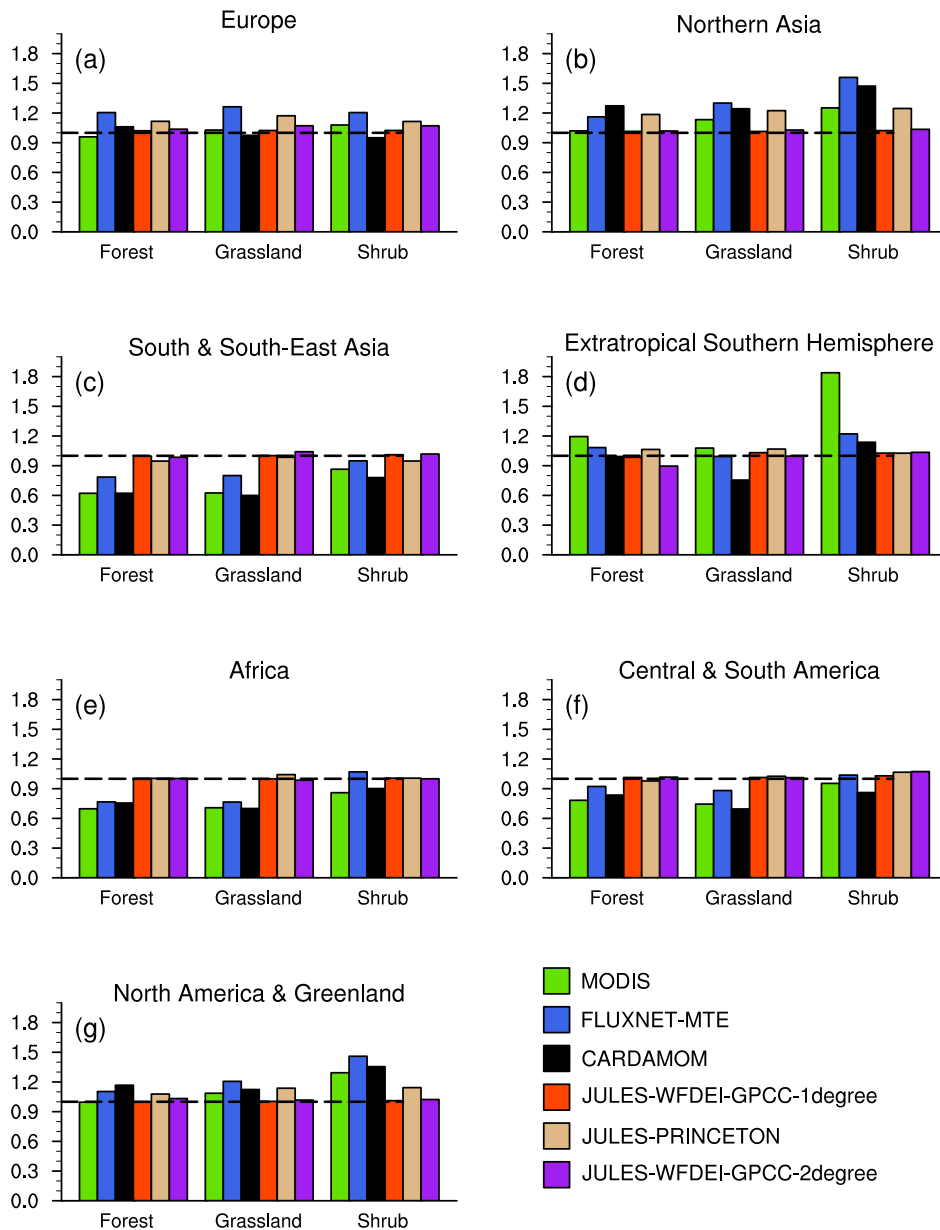 Europe
(a)
1.8
1.5
1.2
0.9
0.6
0.3
0.0
Forest Grassland Shrub
Northern Asia
(b)
1.8
1.5
1.2
0.9
0.6
0.3
0.0
Forest Grassland Shrub
South & South-East Asia
(c)
1.8
1.5
1.2
0.9
0.6
0.3
0.0
Forest Grassland Shrub
Extratropical Southern Hemisphere
(d)
1.8
1.5
1.2
0.9
0.6
0.3
0.0
Forest Grassland Shrub
Africa
(e)
1.8
1.5
1.2
0.9
0.6
0.3
0.0
Forest Grassland Shrub
Central & South America
(f)
1.8
1.5
1.2
0.9
0.6
0.3
0.0
Forest Grassland Shrub
North America & Greenland
(g)
1.8
1.5
1.2
0.9
0.6
0.3
0.0
Forest Grassland Shrub
MODIS
FLUXNET-MTE
CARDAMOM
JULES-WFDEI-GPCC-1degree
JULES-PRINCETON
JULES-WFDEI-GPCC-2degree